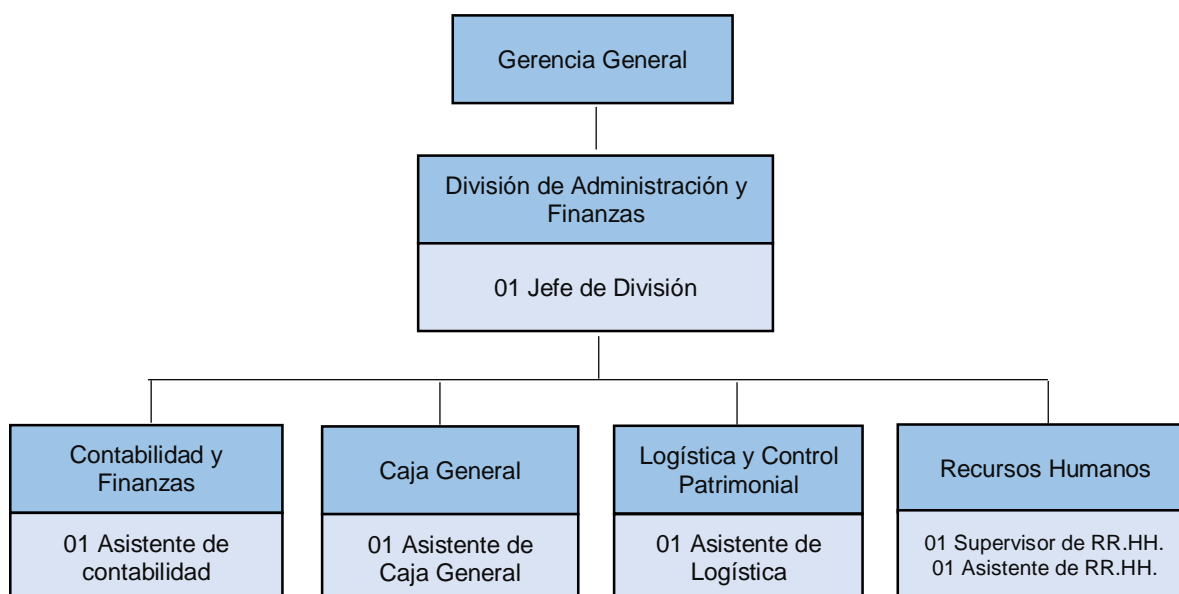 Gerencia General
División de Administración y
Finanzas
01 Jefe de División
Contabilidad y
Finanzas
01 Asistente de
contabilidad
Caja General
01 Asistente de
Caja General
Logística y Control
Patrimonial
01 Asistente de
Logística
Recursos Humanos
01 Supervisor de RR.HH.
01 Asistente de RR.HH.